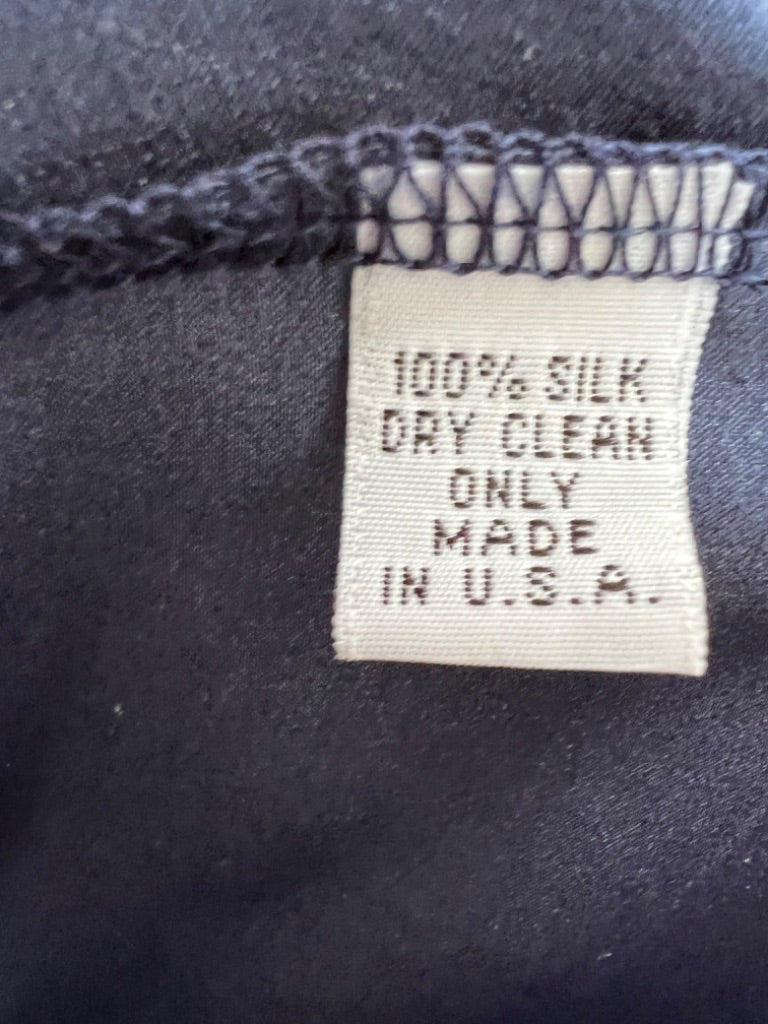 100% SILK
DRY CLEAN
ONLY
MADE
IN U.S.A.